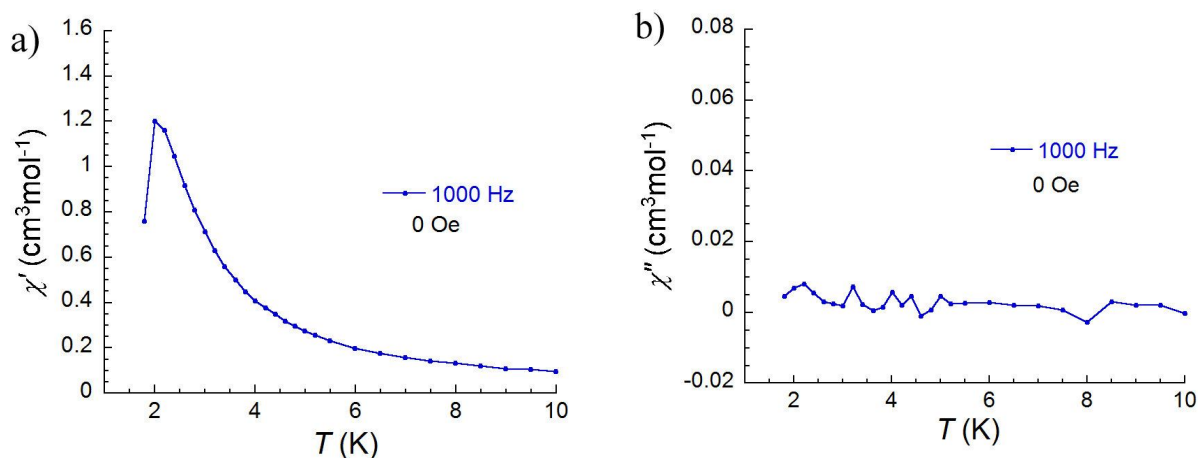 a)
1.6
1.4
1.2
1.0
0.8
0.6
0.4
0.2
0
χ′ (cm³mol⁻¹)
1000 Hz
0 Oe
2 4 6 8 10
T (K)
b)
0.08
0.06
0.04
0.02
0
-0.02
χ″ (cm³mol⁻¹)
1000 Hz
0 Oe
2 4 6 8 10
T (K)